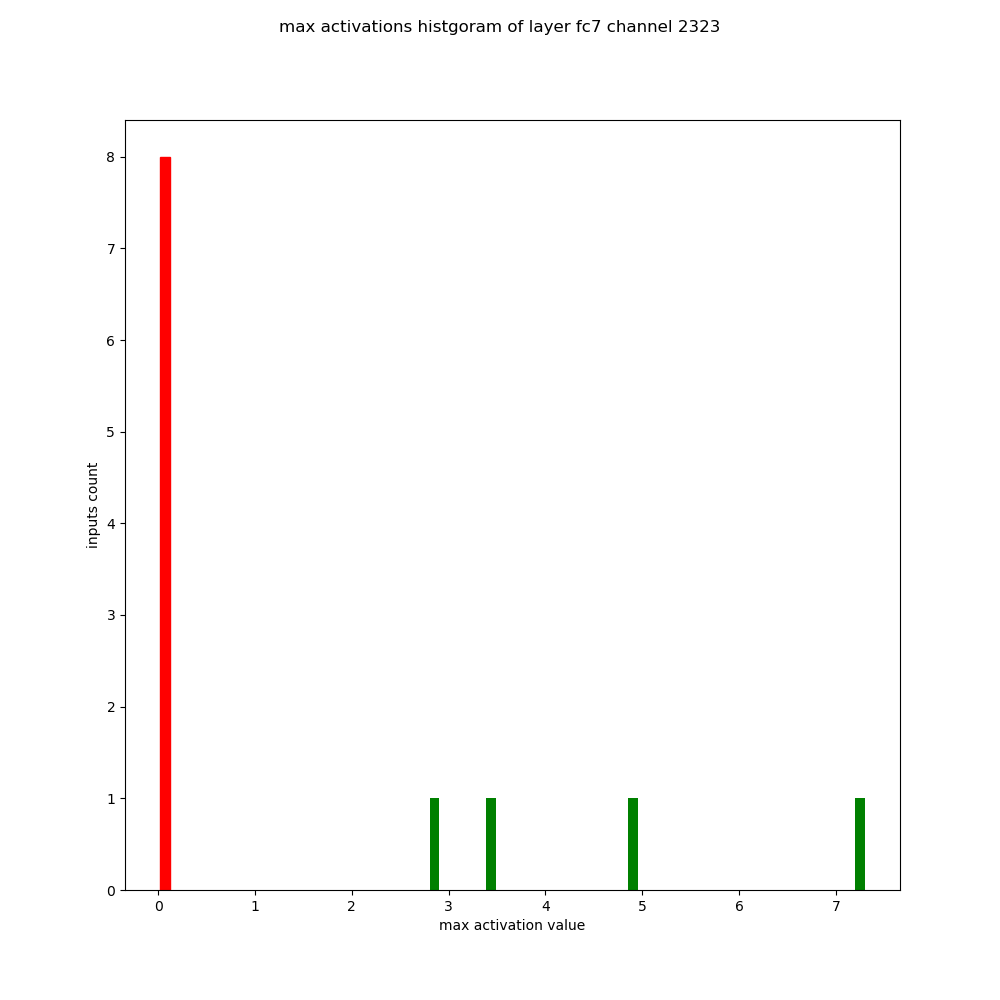 max activations histgoram of layer fc7 channel 2323
8
7
6
5
4
3
2
1
0
inputs count
0 1 2 3 4 5 6 7
max activation value